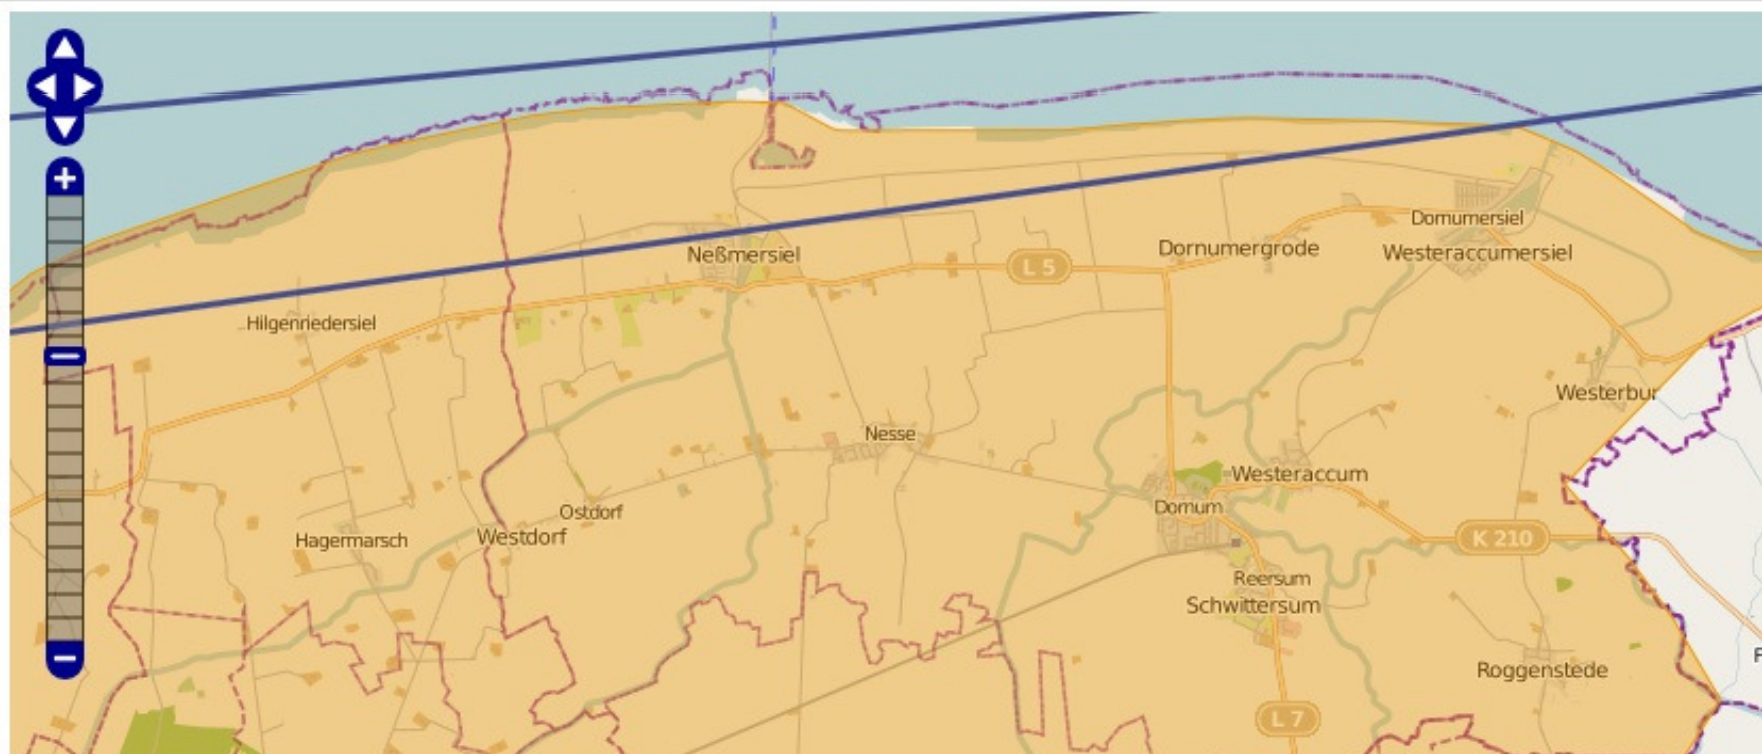 Dornumersiel
Dornumergrode
Westeraccumersiel
Neßmersiel
L 5
Hilgenriedersiel
Westerbur
Nesse
Westeraccum
Dornum
Ostdorf
Westdorf
Hagermarsch
K 210
Reersum
Schwittersum
Roggenstede
L 7